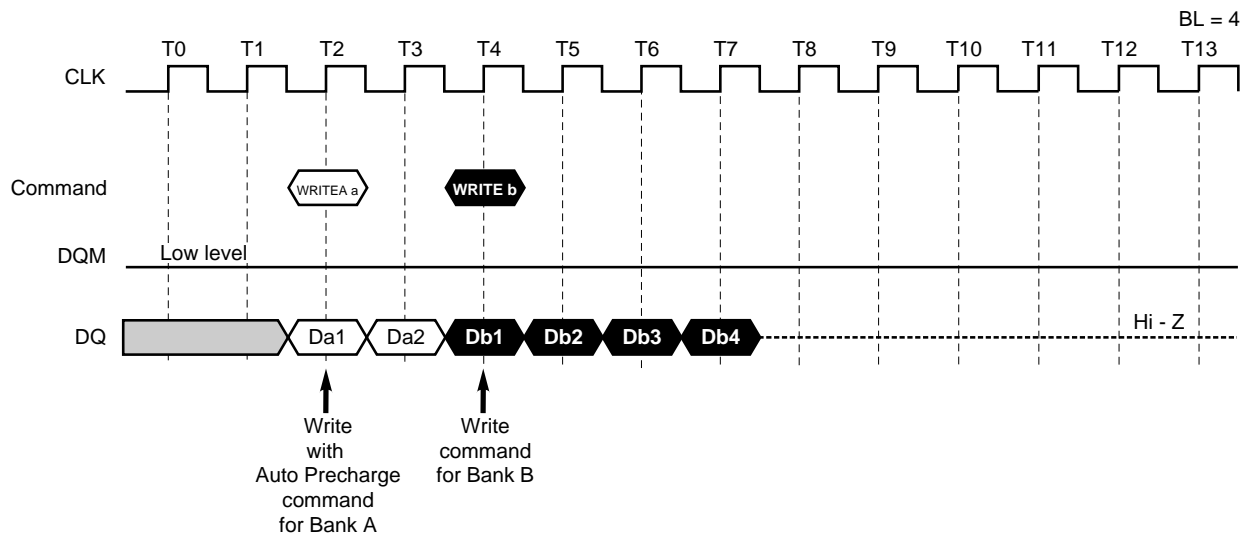 BL = 4
T0 T1 T2 T3 T4 T5 T6 T7 T8 T9 T10 T11 T12 T13
CLK
Command WRITEA a WRITE b
DQM Low level
DQ Da1 Da2 Db1 Db2 Db3 Db4 Hi - Z
Write
with
Auto Precharge
command
for Bank A
Write
command
for Bank B